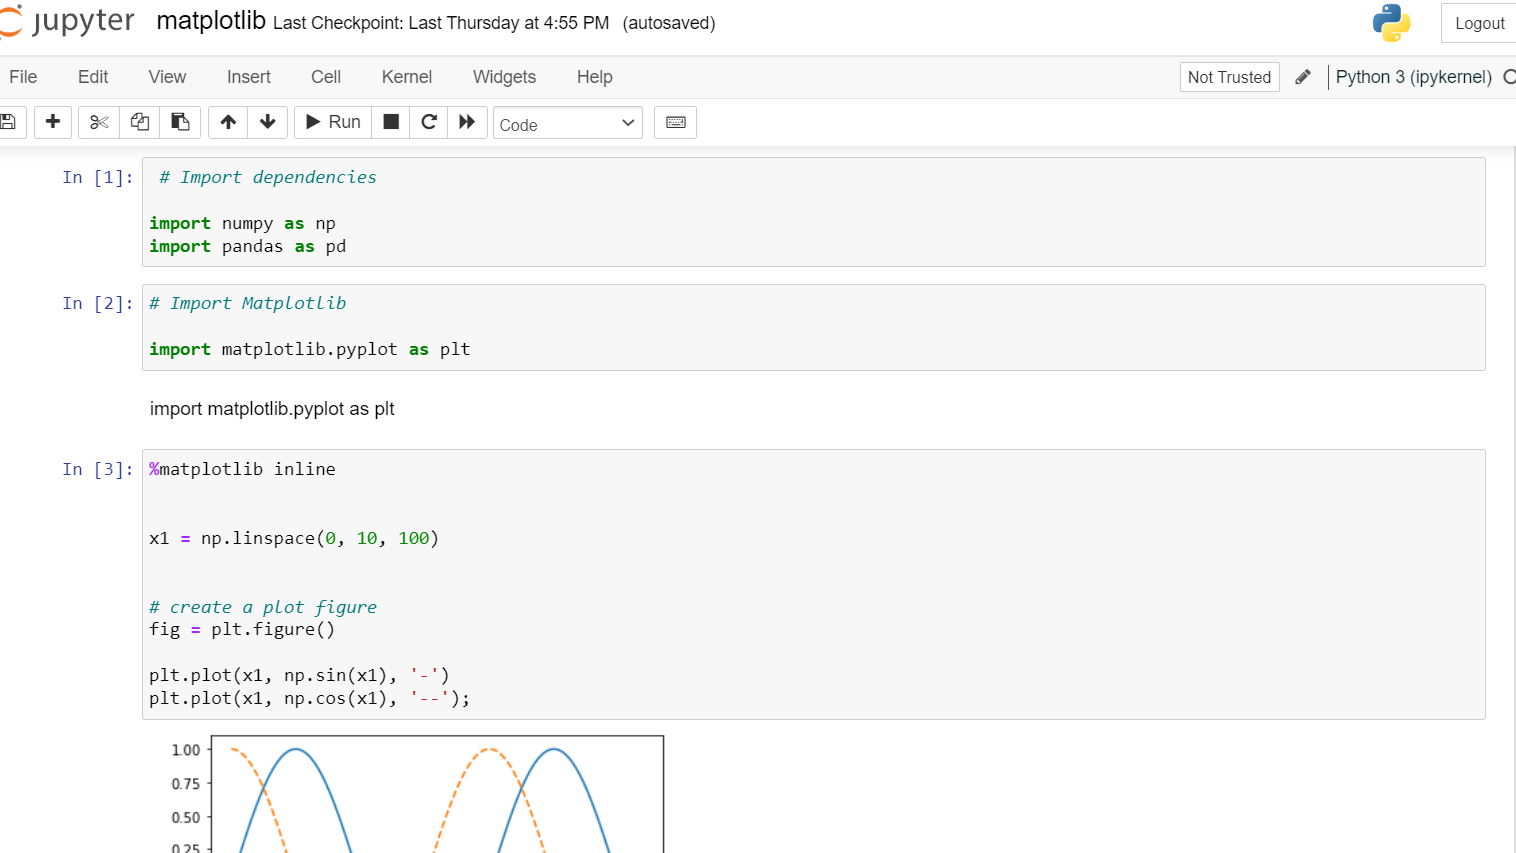 jupyter matplotlib Last Checkpoint: Last Thursday at 4:55 PM (autosaved) Logout
File Edit View Insert Cell Kernel Widgets Help Not Trusted Python 3 (ipykernel)
Run Code
In [1]: # Import dependencies
import numpy as np
import pandas as pd
In [2]: # Import Matplotlib
import matplotlib.pyplot as plt
import matplotlib.pyplot as plt
In [3]: %matplotlib inline
x1 = np.linspace(0, 10, 100)
# create a plot figure
fig = plt.figure()
plt.plot(x1, np.sin(x1), '-')
plt.plot(x1, np.cos(x1), '--');
1.00
0.75
0.50
0.25